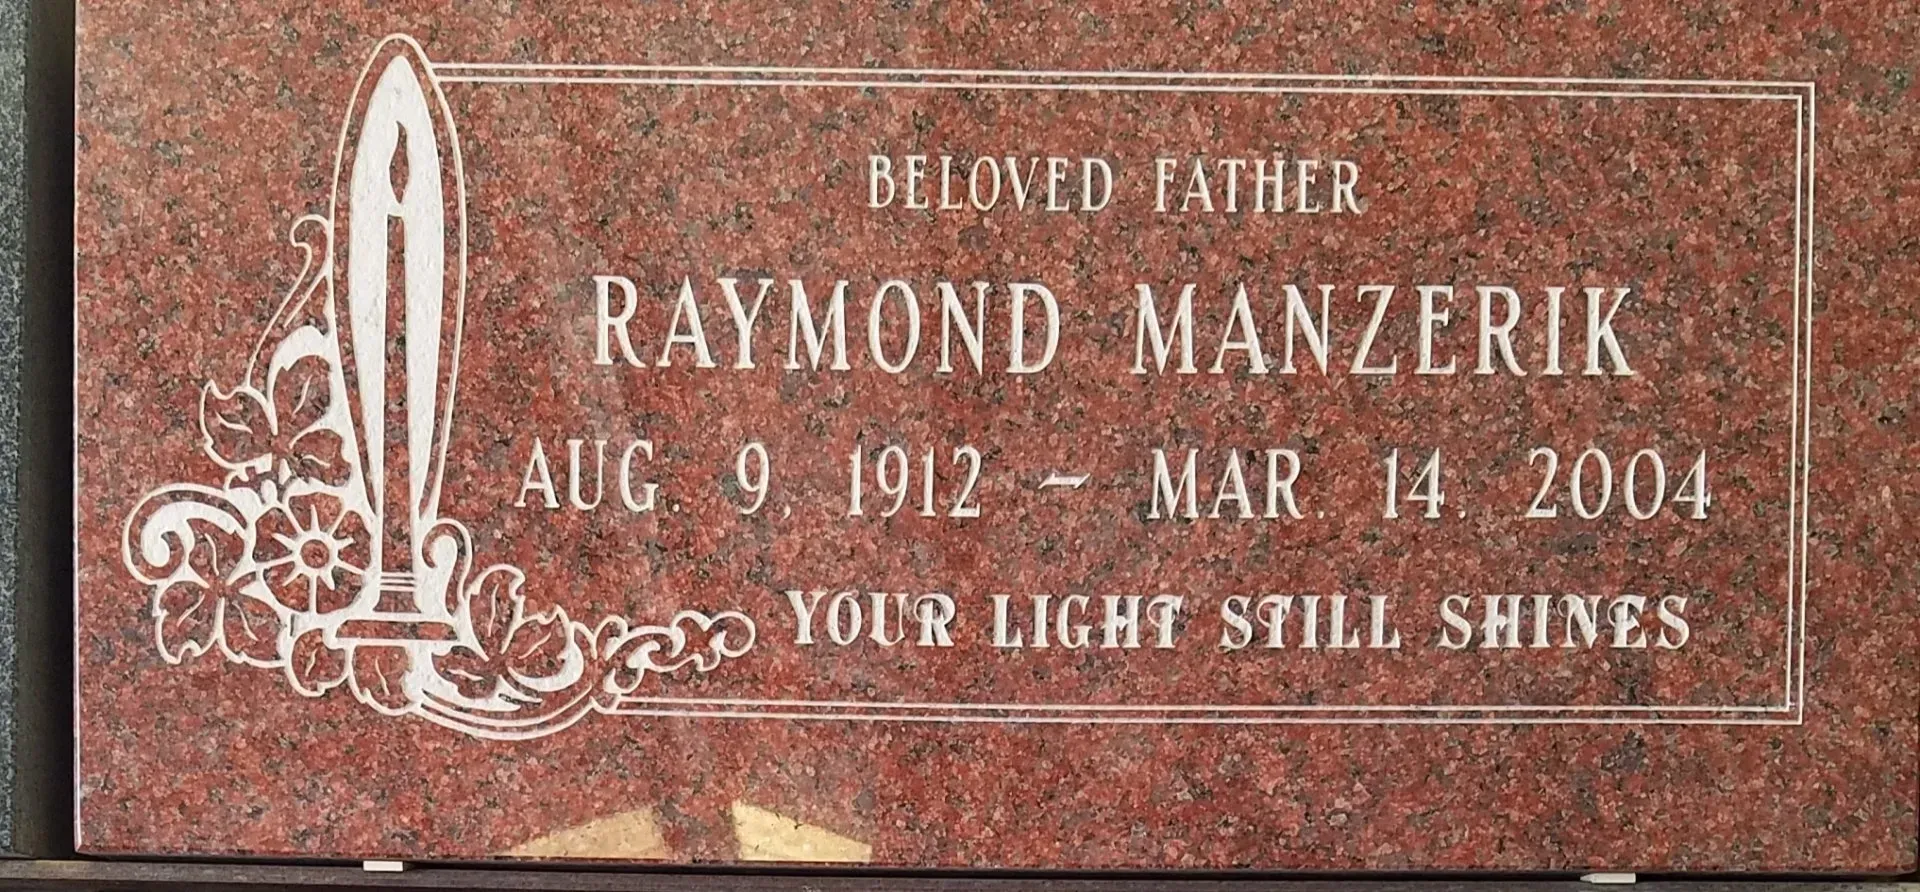 BELOVED FATHER
RAYMOND MANZERIK
AUG. 9, 1912 ~ MAR. 14, 2004
YOUR LIGHT STILL SHINES